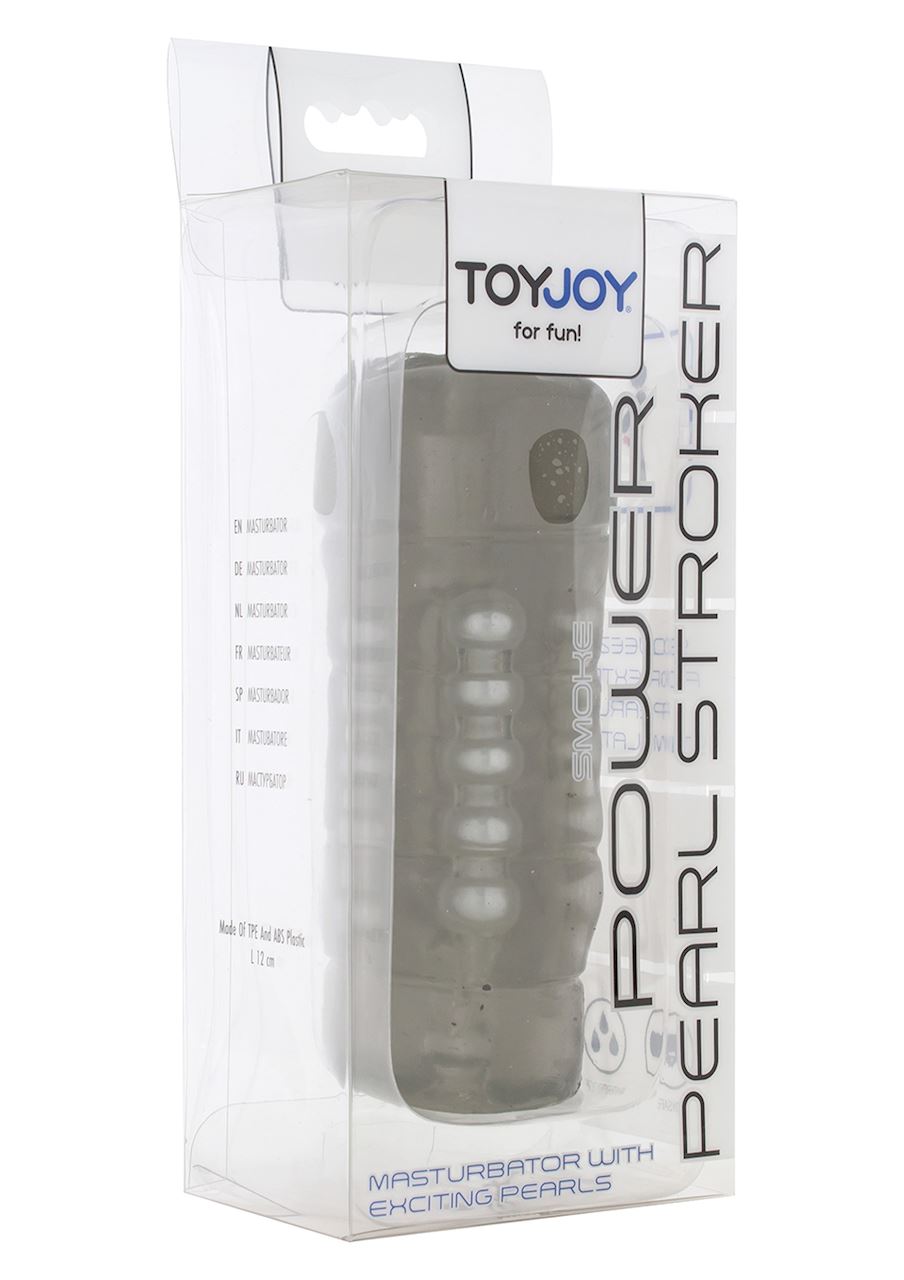 TOYJOY®
for fun!
POWER
PEARL STROKER
SMOKE
EN MASTURBATOR
DE MASTURBATOR
NL MASTURBATOR
FR MASTURBATEUR
SP MASTURBADOR
IT MASTUBATORE
RU МАСТУРБАТОР
Made Of TPE And ABS Plastic
L 12 cm
MASTURBATOR WITH
EXCITING PEARLS